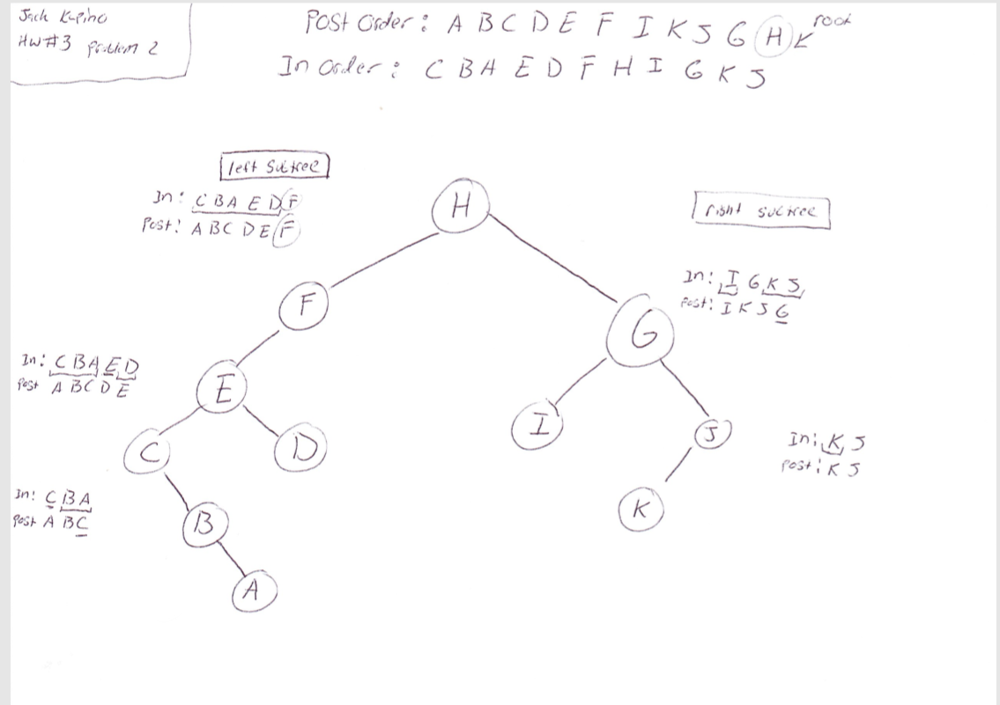 Jack
HW#3 Problem 2
Post Order: A B C D E F I K J G H root
In Order: C B A E D F H I G K J
left subtree
In: C B A E D F
Post: A B C D E F
H
right subtree
In: I G K J
Post: I K J G
F
G
In: C B A E D
Post A B C D E
E
I
J
In: K J
Post: K J
C
D
In: C B A
Post A B C
B
K
A